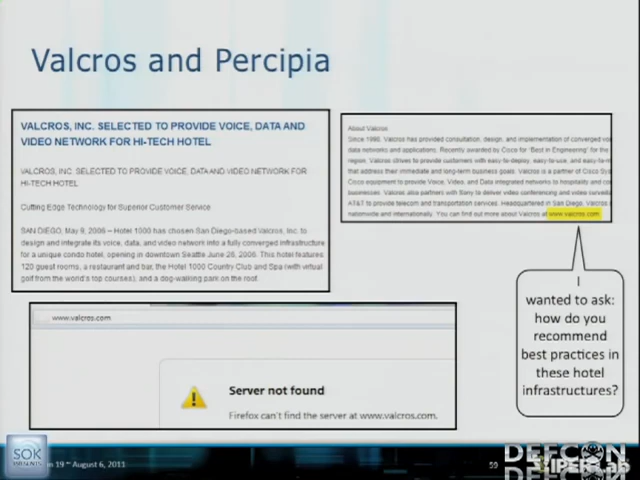 Valcros and Percipia
VALCROS, INC. SELECTED TO PROVIDE VOICE, DATA AND
VIDEO NETWORK FOR HI-TECH HOTEL
VALCROS, INC. SELECTED TO PROVIDE VOICE, DATA AND VIDEO NETWORK FOR
HI-TECH HOTEL
Cutting Edge Technology for Superior Customer Service
SAN DIEGO, May 9, 2006 – Hotel 1000 has chosen San Diego-based Valcros, Inc. to
design and integrate its voice, data, and video network into a fully converged infrastructure
for a unique condo hotel, opening in downtown Seattle June 26, 2006. This hotel features
120 guest rooms, a restaurant and bar, the Hotel 1000 Country Club and Spa (with virtual
golf from the world's top courses), and a dog-walking park on the roof.
About Valcros
Since 1998, Valcros has provided consultation, design, and implementation of converged
data networks and applications. Recently awarded by Cisco for "Best in Engineering" for the
region, Valcros strives to provide customers with easy-to-deploy, easy-to-use, and
that address their immediate and long-term business goals. Valcros is a partner of Cisco
Cisco equipment to provide Voice, Video, and Data integrated networks to hospitality and
businesses. Valcros also partners with Sony to deliver video conferencing and video
AT&T to provide telecom and transportation services. Headquartered in San Diego, Valcros
nationwide and internationally. You can find out more about Valcros at www.valcros.com
I
wanted to ask:
how do you
recommend
best practices in
these hotel
infrastructures?
www.valcros.com
Server not found
Firefox can't find the server at www.valcros.com.
SOK
19 ~ August 6, 2011
59
DEFCON
VIPER Lab